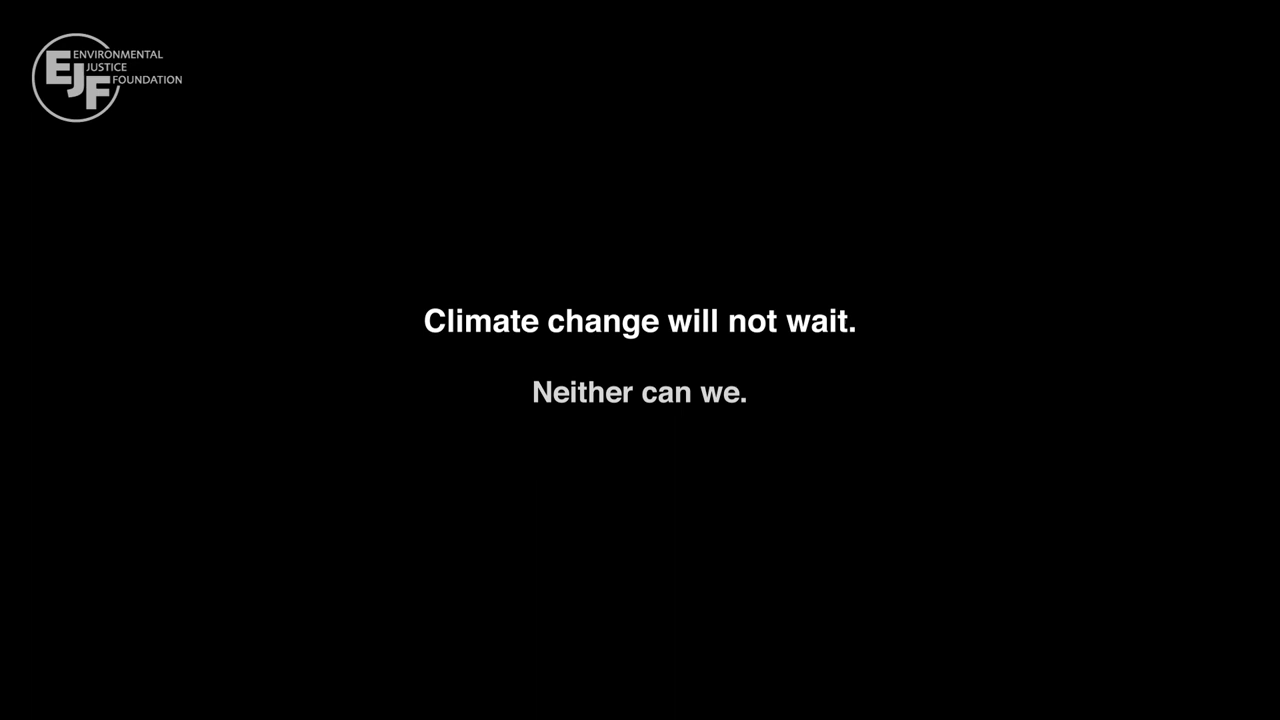 EJF
ENVIRONMENTAL
JUSTICE
FOUNDATION
Climate change will not wait.
Neither can we.